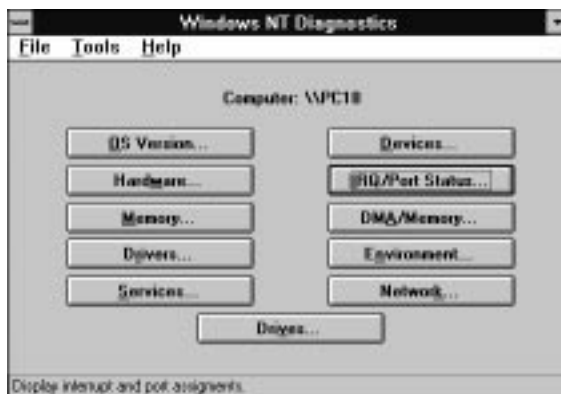 Windows NT Diagnostics
File Tools Help
Computer: \\PC18
OS Version...
Devices...
Hardware...
IRQ/Port Status...
Memory...
DMA/Memory...
Drivers...
Environment...
Services...
Network...
Drives...
Display interrupt and port assigments.